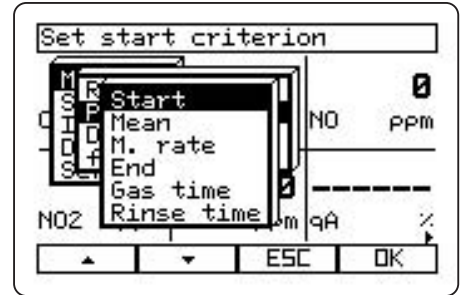 Set start criterion
Start
Mean
M. rate
End
Gas time
Rinse time
0
NO ppm
NO2
qA %
ESC OK